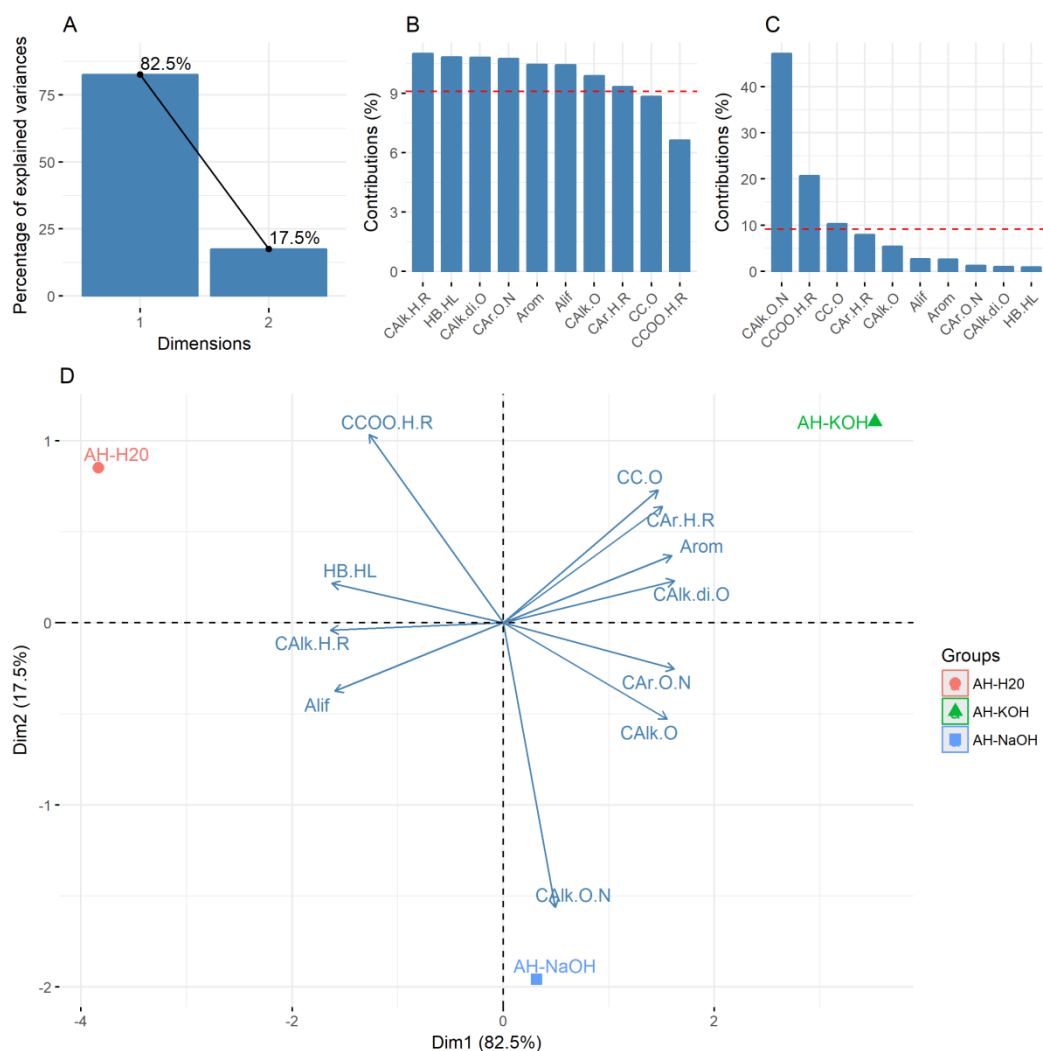 A
Percentage of explained variances
75
50
25
0
82.5%
17.5%
1
2
Dimensions
B
Contributions (%)
9
6
3
0
CAlk.H.R
HB.HL
CAlk.di.O
CAr.O.N
Arom
Alif
CAlk.O
CAr.H.R
CC.O
CCOO.H.R
C
Contributions (%)
40
30
20
10
0
CAlk.O.N
CCOO.H.R
CC.O
CAr.H.R
CAlk.O
Alif
Arom
CAr.O.N
CAlk.di.O
HB.HL
D
Dim2 (17.5%)
1
0
-1
-2
CCOO.H.R
AH-KOH
AH-H20
CC.O
CAr.H.R
Arom
HB.HL
CAlk.di.O
CAlk.H.R
CAr.O.N
Alif
CAlk.O
CAlk.O.N
AH-NaOH
-4
-2
0
2
Dim1 (82.5%)
Groups
AH-H20
AH-KOH
AH-NaOH